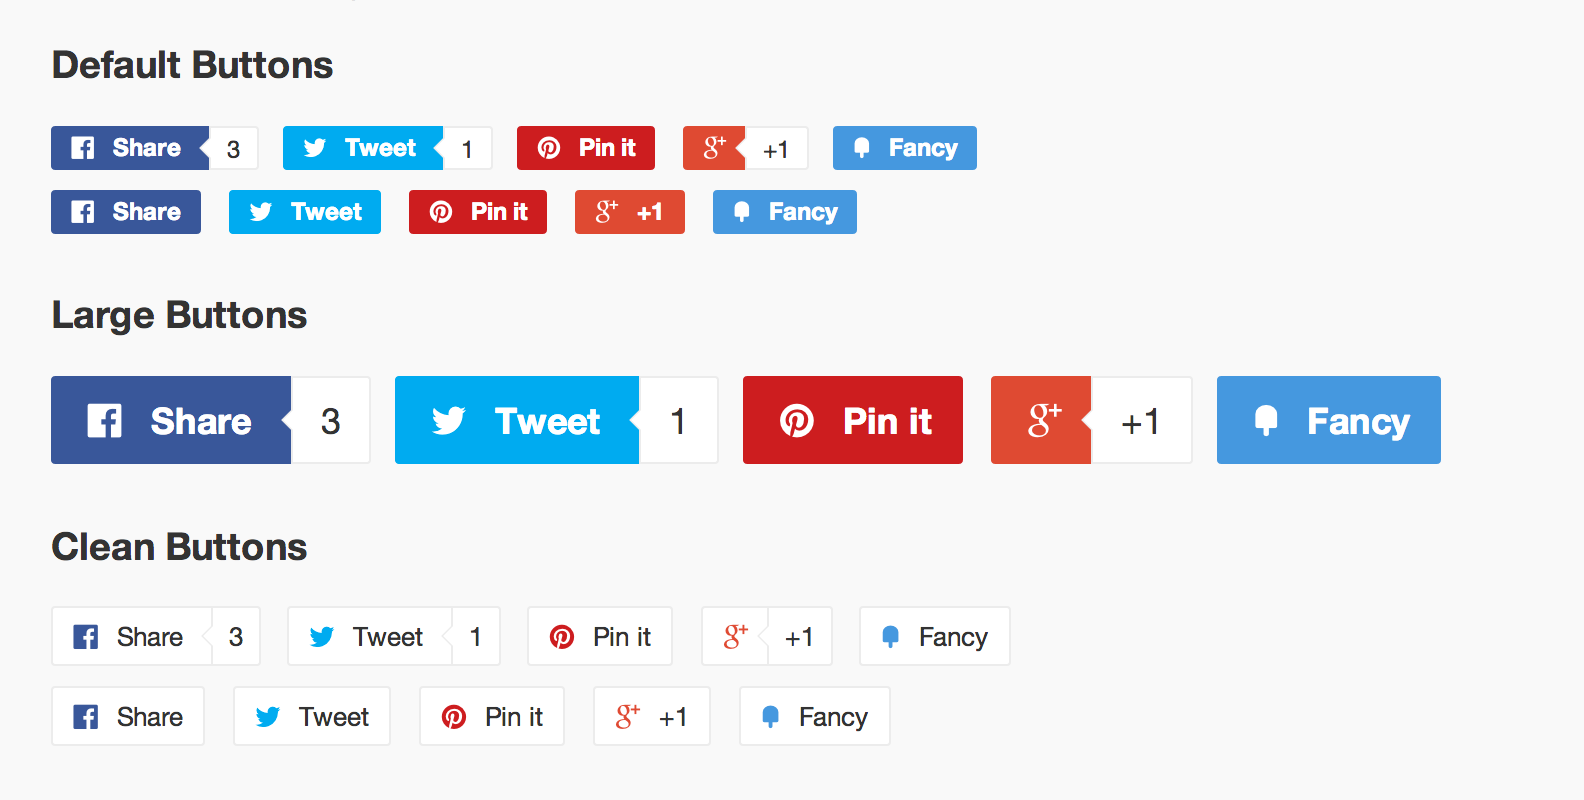 Default Buttons
Share 3 Tweet 1 Pin it g+ +1 Fancy
Share Tweet Pin it g+ +1 Fancy
Large Buttons
Share 3 Tweet 1 Pin it g+ +1 Fancy
Clean Buttons
Share 3 Tweet 1 Pin it g+ +1 Fancy
Share Tweet Pin it g+ +1 Fancy